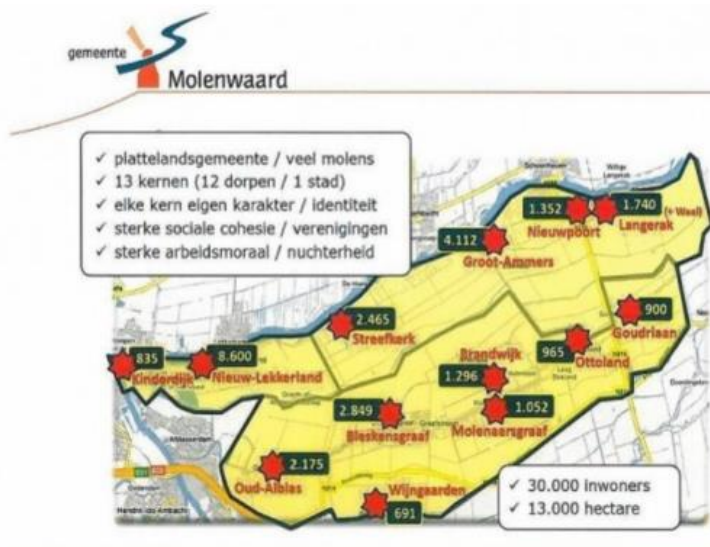 gemeente
Molenwaard
✓ plattelandsgemeente / veel molens
✓ 13 kernen (12 dorpen / 1 stad)
✓ elke kern eigen karakter / identiteit
✓ sterke sociale cohesie / verenigingen
✓ sterke arbeidsmoraal / nuchterheid
1.352
Nieuwpoort
1.740
Langerak
(+ Waal)
4.112
Groot-Ammers
2.465
Streefkerk
900
Goudriaan
965
Ottoland
835
Kinderdijk
8.600
Nieuw-Lekkerland
Brandwijk
1.296
2.849
Bleskensgraaf
1.052
Molenaarsgraaf
2.175
Oud-Alblas
Wijngaarden
691
Alblasserdam
✓ 30.000 inwoners
✓ 13.000 hectare